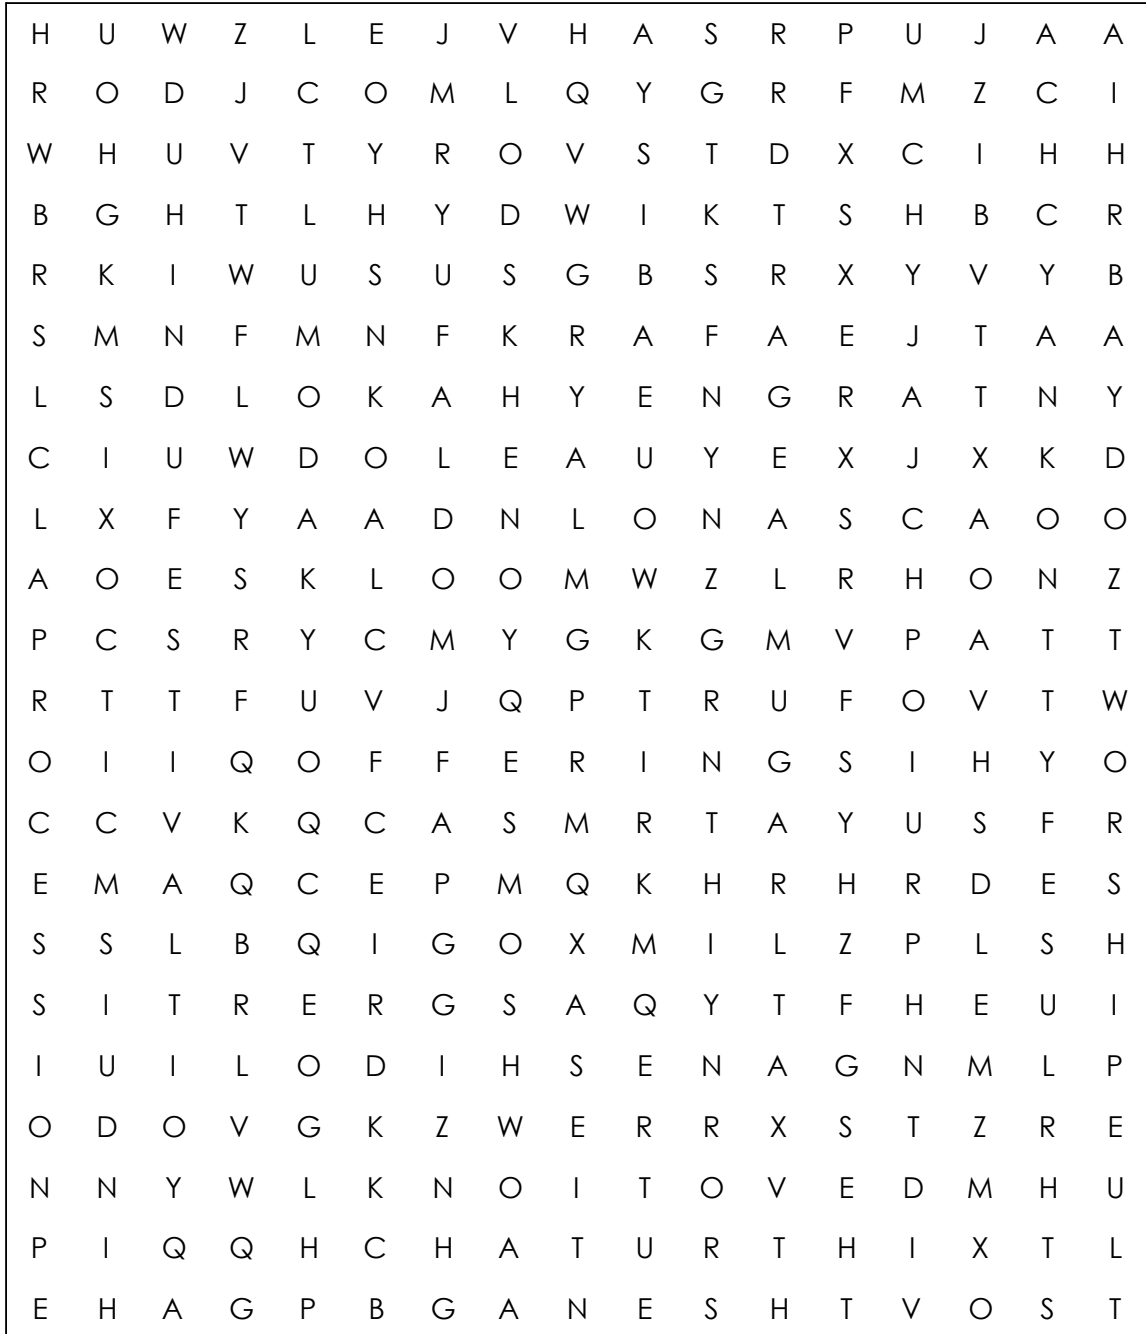 H U W Z L E J V H A S R P U J A A
R O D J C O M L Q Y G R F M Z C I
W H U V T Y R O V S T D X C I H H
B G H T L H Y D W I K T S H B C R
R K I W U S U S G B S R X Y V Y B
S M N F M N F K R A F A E J T A A
L S D L O K A H Y E N G R A T N Y
C I U W D O L E A U Y E X J X K D
L X F Y A A D N L O N A S C A O O
A O E S K L O O M W Z L R H O N Z
P C S R Y C M Y G K G M V P A T T
R T T F U V J Q P T R U F O V T W
O I I Q O F F E R I N G S I H Y O
C C V K Q C A S M R T A Y U S F R
E M A Q C E P M Q K H R H R D E S
S S L B Q I G O X M I L Z P L S H
S I T R E R G S A Q Y T F H E U I
I U I L O D I H S E N A G N M L P
O D O V G K Z W E R R X S T Z R E
N N Y W L K N O I T O V E D M H U
P I Q Q H C H A T U R T H I X T L
E H A G P B G A N E S H T V O S T